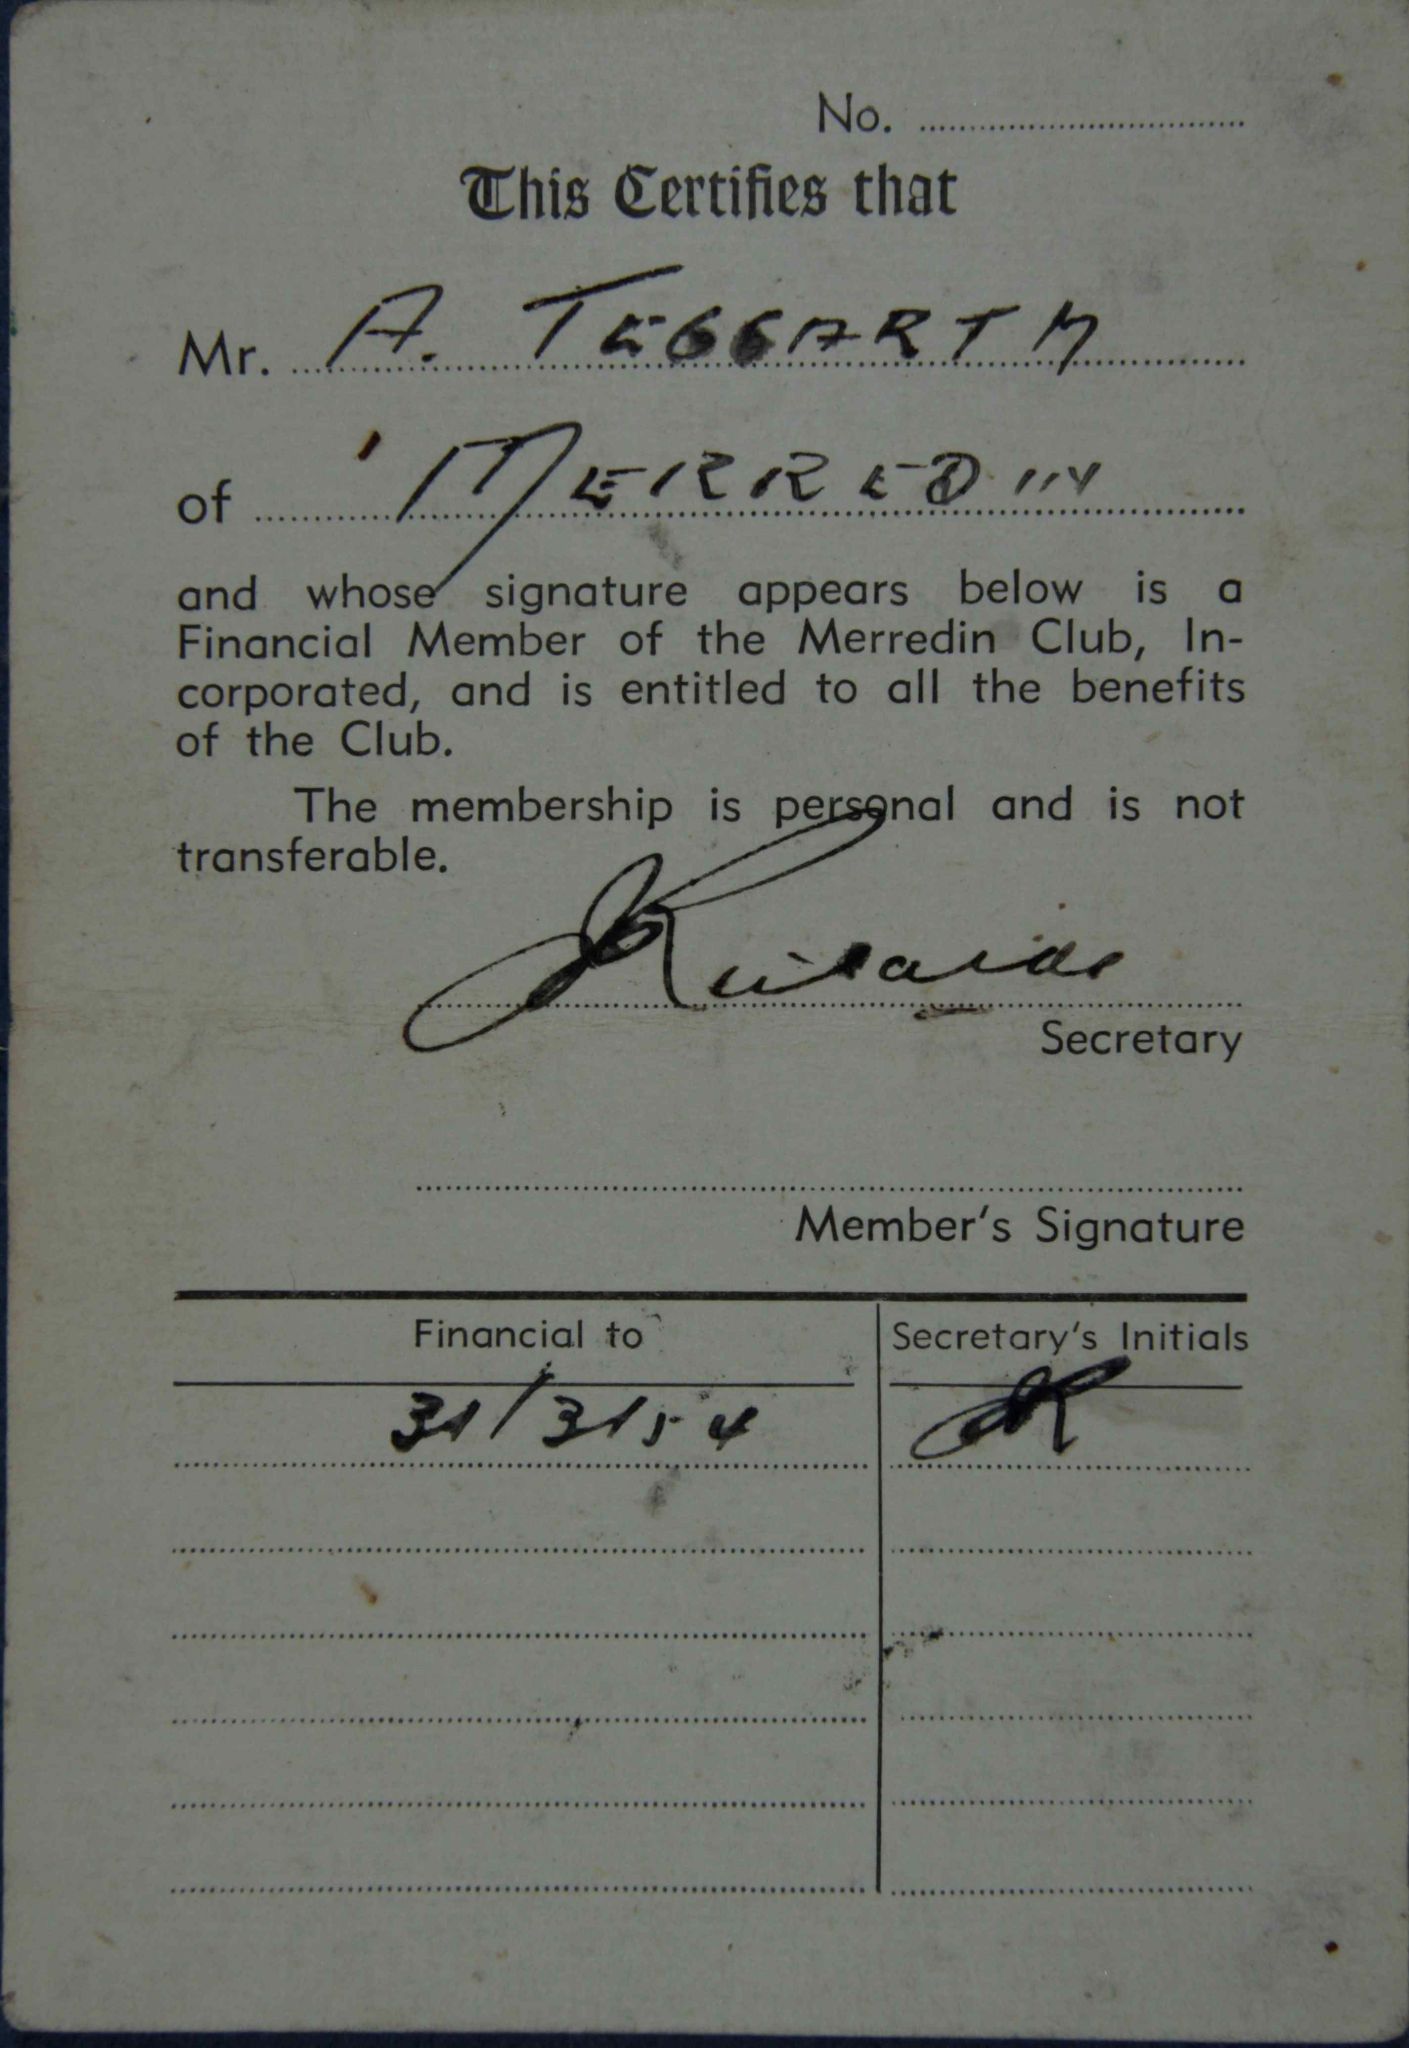 No.
This Certifies that
Mr. A. TEGGARTH
of MERREDIN
and whose signature appears below is a
Financial Member of the Merredin Club, In-
corporated, and is entitled to all the benefits
of the Club.
The membership is personal and is not
transferable.
Secretary
Member's Signature
Financial to Secretary's Initials
31/3/54